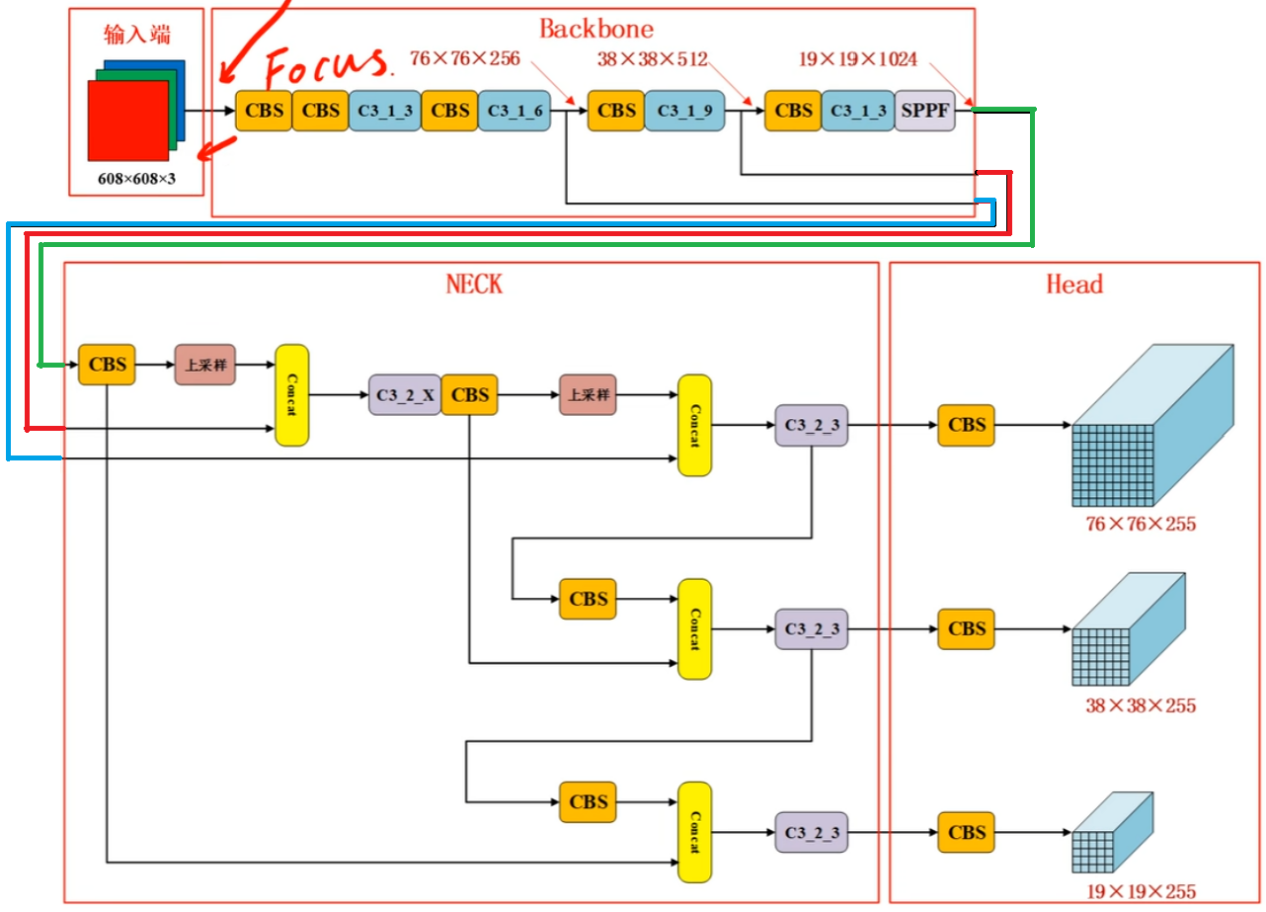 输入端
Backbone
Focus.
76×76×256
38×38×512
19×19×1024
CBS
CBS
C3_1_3
CBS
C3_1_6
CBS
C3_1_9
CBS
C3_1_3
SPPF
608×608×3
NECK
Head
CBS
上采样
Concat
C3_2_X
CBS
上采样
Concat
C3_2_3
CBS
76×76×255
CBS
Concat
C3_2_3
CBS
38×38×255
CBS
Concat
C3_2_3
CBS
19×19×255